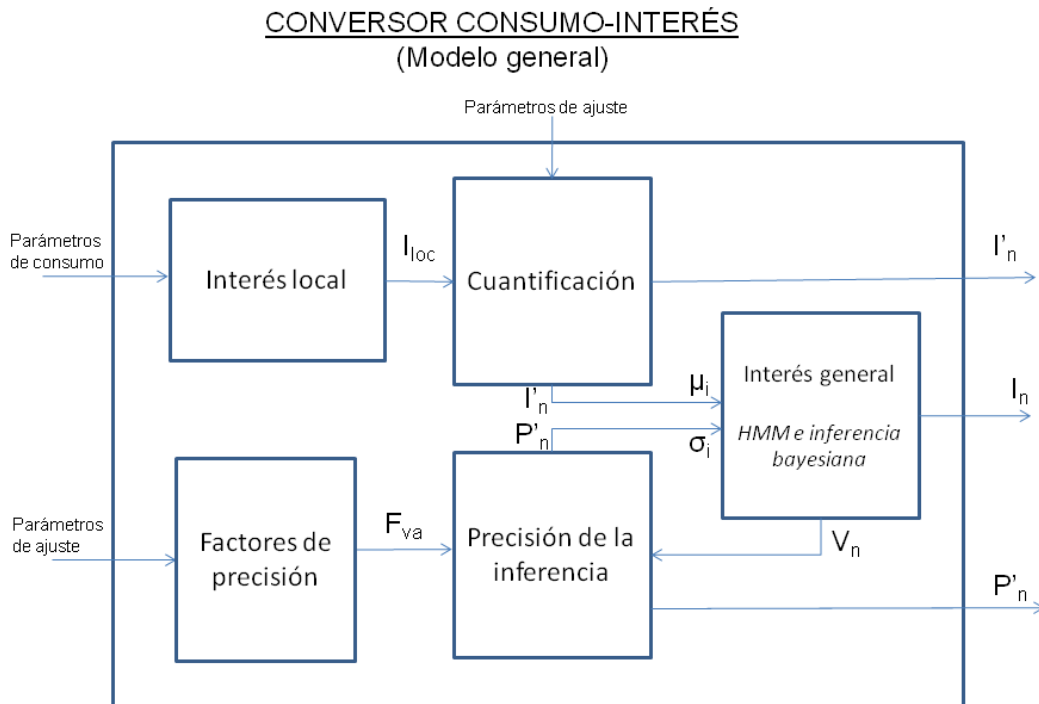 CONVERSOR CONSUMO-INTERÉS
(Modelo general)
Parámetros de ajuste
Parámetros
de consumo
Interés local
I_loc
Cuantificación
I’_n
I’_n
μ_i
Interés general
HMM e inferencia
bayesiana
I_n
P’_n
σ_i
Parámetros
de ajuste
Factores de
precisión
F_va
Precisión de la
inferencia
V_n
P’_n